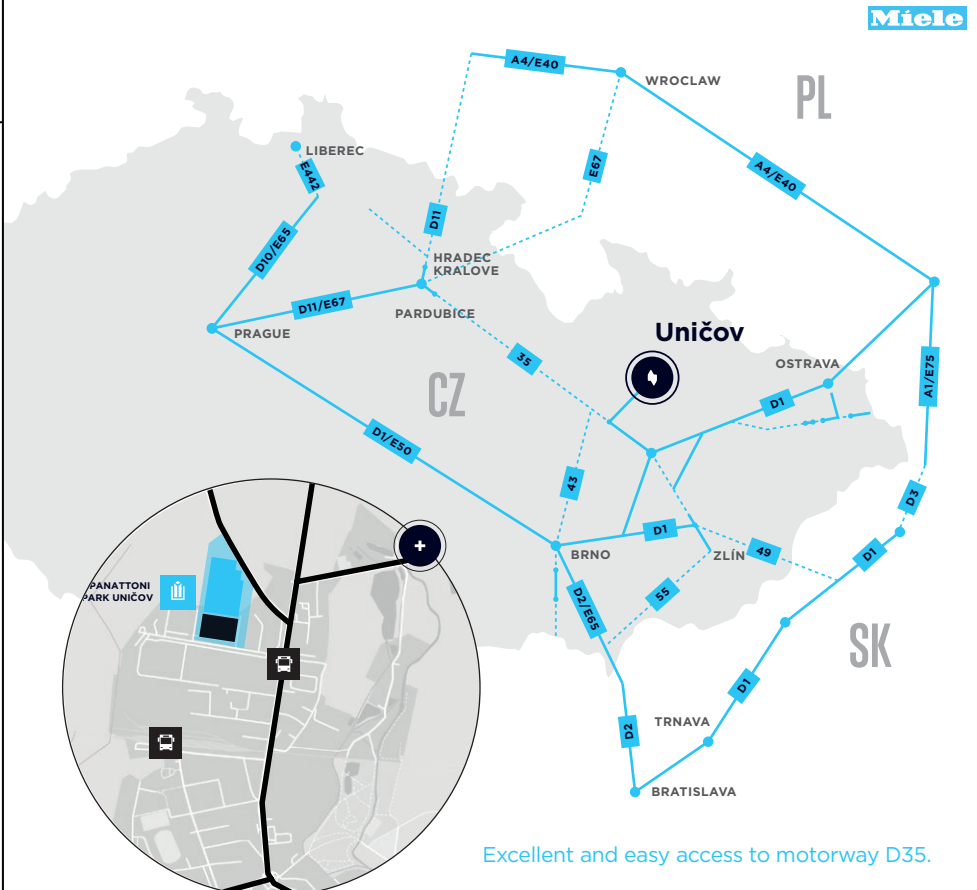 Miele
A4/E40
WROCLAW
PL
LIBEREC
E442
E67
A4/E40
D11
D10/E65
HRADEC
KRALOVE
D11/E67
PARDUBICE
PRAGUE
Uničov
35
OSTRAVA
A1/E75
CZ
D1
D1/E50
43
D3
D1
BRNO
ZLÍN
49
D1
PANATTONI
PARK UNIČOV
+
D2/E65
55
SK
D1
TRNAVA
D2
BRATISLAVA
Excellent and easy access to motorway D35.